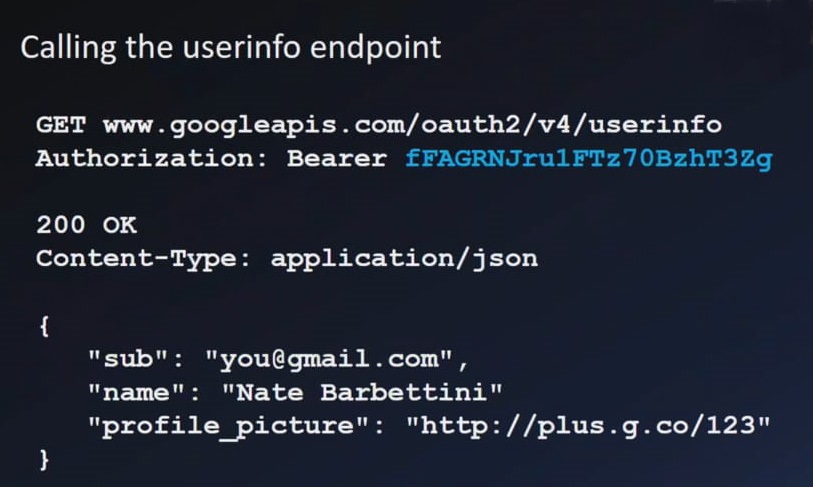 Calling the userinfo endpoint
GET www.googleapis.com/oauth2/v4/userinfo
Authorization: Bearer fFAGRNJru1FTz70BzhT3Zg
200 OK
Content-Type: application/json
{
"sub": "you@gmail.com",
"name": "Nate Barbettini"
"profile_picture": "http://plus.g.co/123"
}